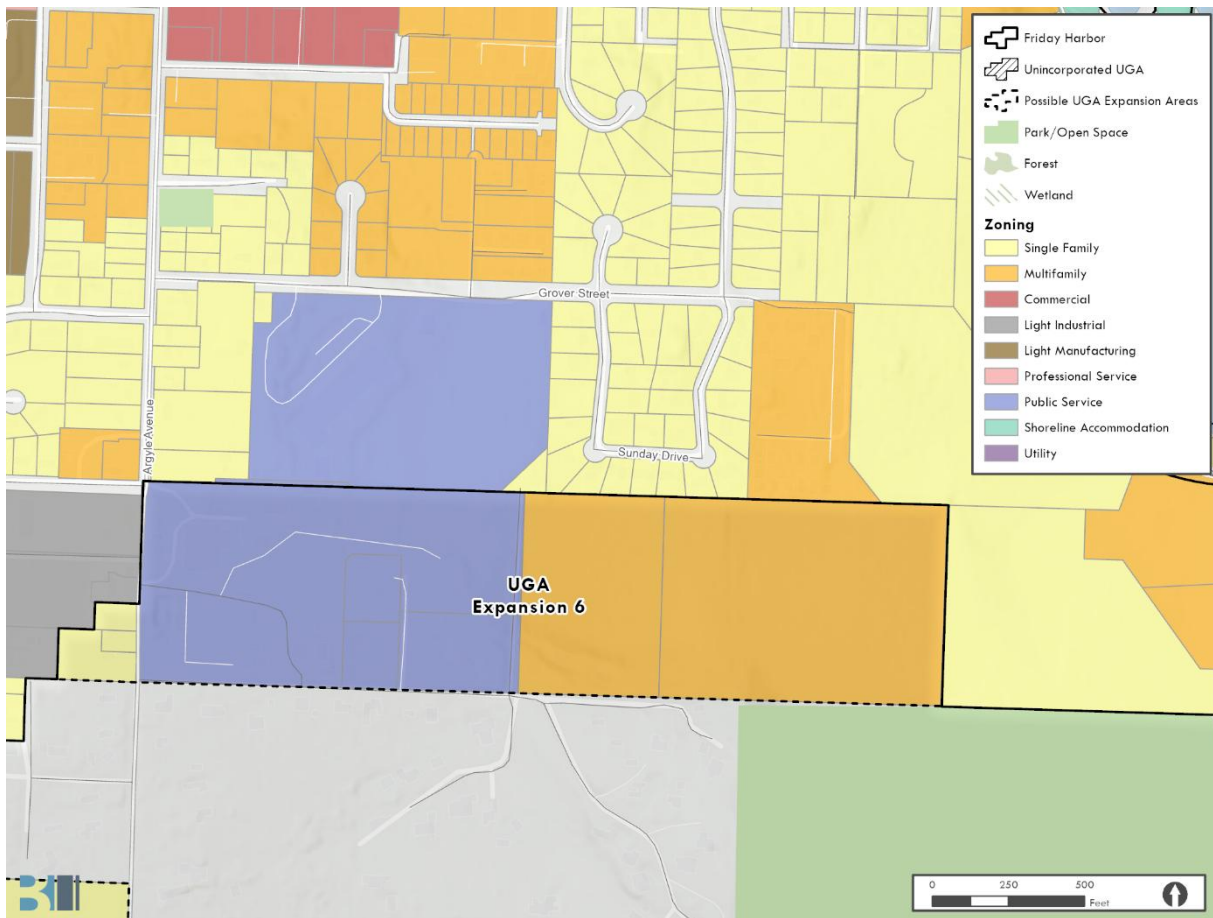 Friday Harbor
Unincorporated UGA
Possible UGA Expansion Areas
Park/Open Space
Forest
Wetland
Zoning
Single Family
Multifamily
Commercial
Light Industrial
Light Manufacturing
Professional Service
Public Service
Shoreline Accommodation
Utility
Grover Street
Argyle Avenue
Sunday Drive
UGA
Expansion 6
0 250 500
Feet